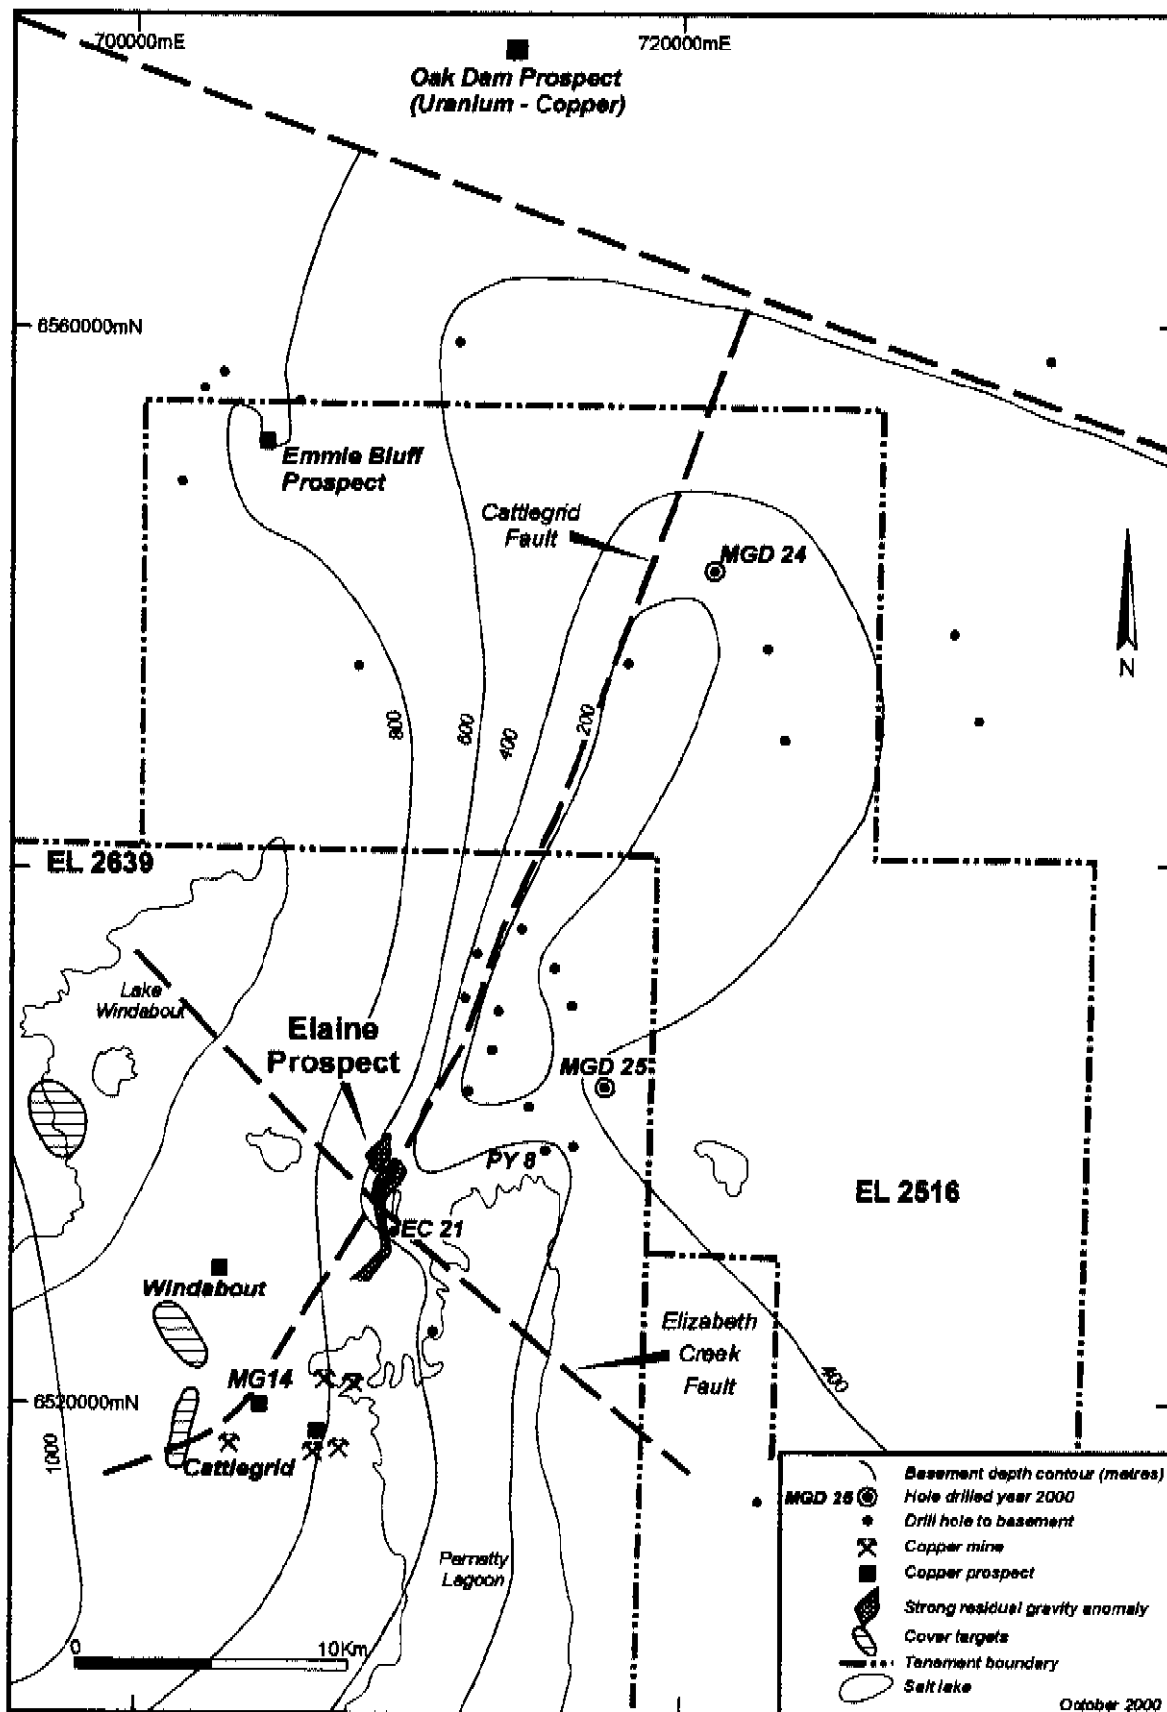 700000mE
720000mE
Oak Dam Prospect
(Uranium - Copper)
6560000mN
Emmie Bluff
Prospect
Cattlegrid
Fault
MGD 24
N
800
600
400
200
EL 2639
Lake
Windabout
Elaine
Prospect
MGD 25
PY 8
EL 2516
EC 21
Windabout
Elizabeth
Creek
Fault
MG14
400
6520000mN
Cattlegrid
1000
Pernatty
Lagoon
0
10Km
Basement depth contour (metres)
MGD 25
Hole drilled year 2000
Drill hole to basement
Copper mine
Copper prospect
Strong residual gravity anomaly
Cover targets
Tenement boundary
Salt lake
October 2000